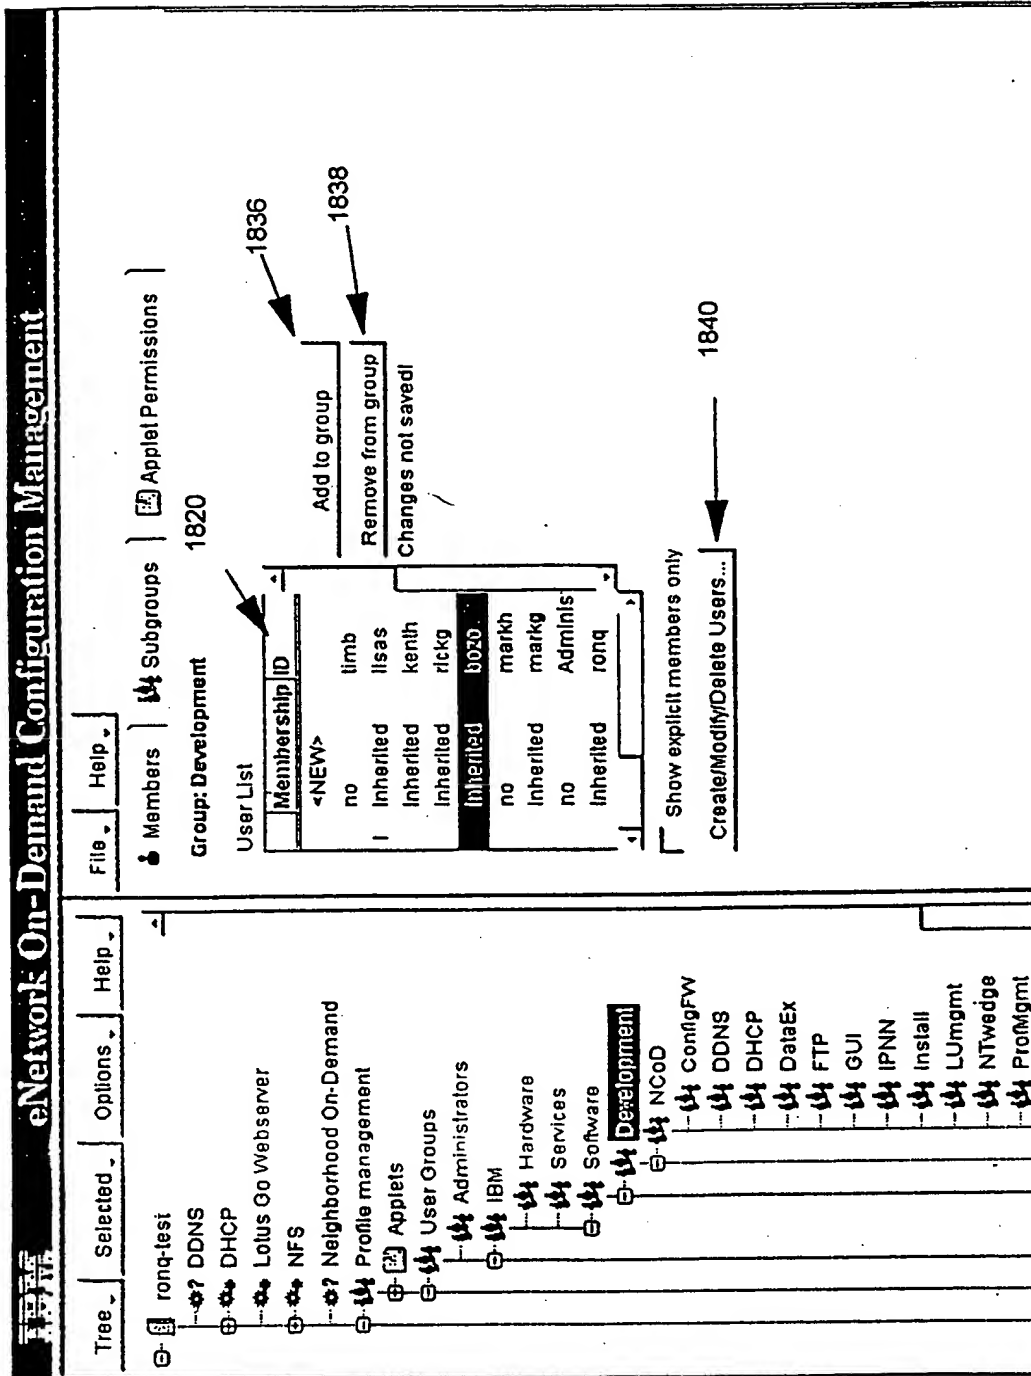 IBM
eNetwork On-Demand Configuration Management
Tree
Selected
Options
Help
ronq-test
DDNS
DHCP
Lotus Go Webserver
NFS
Neighborhood On-Demand
Profile management
Applets
User Groups
Administrators
IBM
Hardware
Services
Software
Development
NCoD
ConfigFW
DDNS
DHCP
DataEx
FTP
GUI
IPNN
Install
LUmgmt
NTwedge
ProfMgmt
File
Help
Members
Subgroups
Applet Permissions
Group: Development
1820
User List
Membership ID
<NEW>
no timb
Inherited lisas
Inherited kenth
Inherited rickg
Inherited bozo
no markh
Inherited markg
no Adminis
Inherited ronq
Add to group
1836
Remove from group
1838
Changes not saved!
Show explicit members only
Create/Modify/Delete Users...
1840